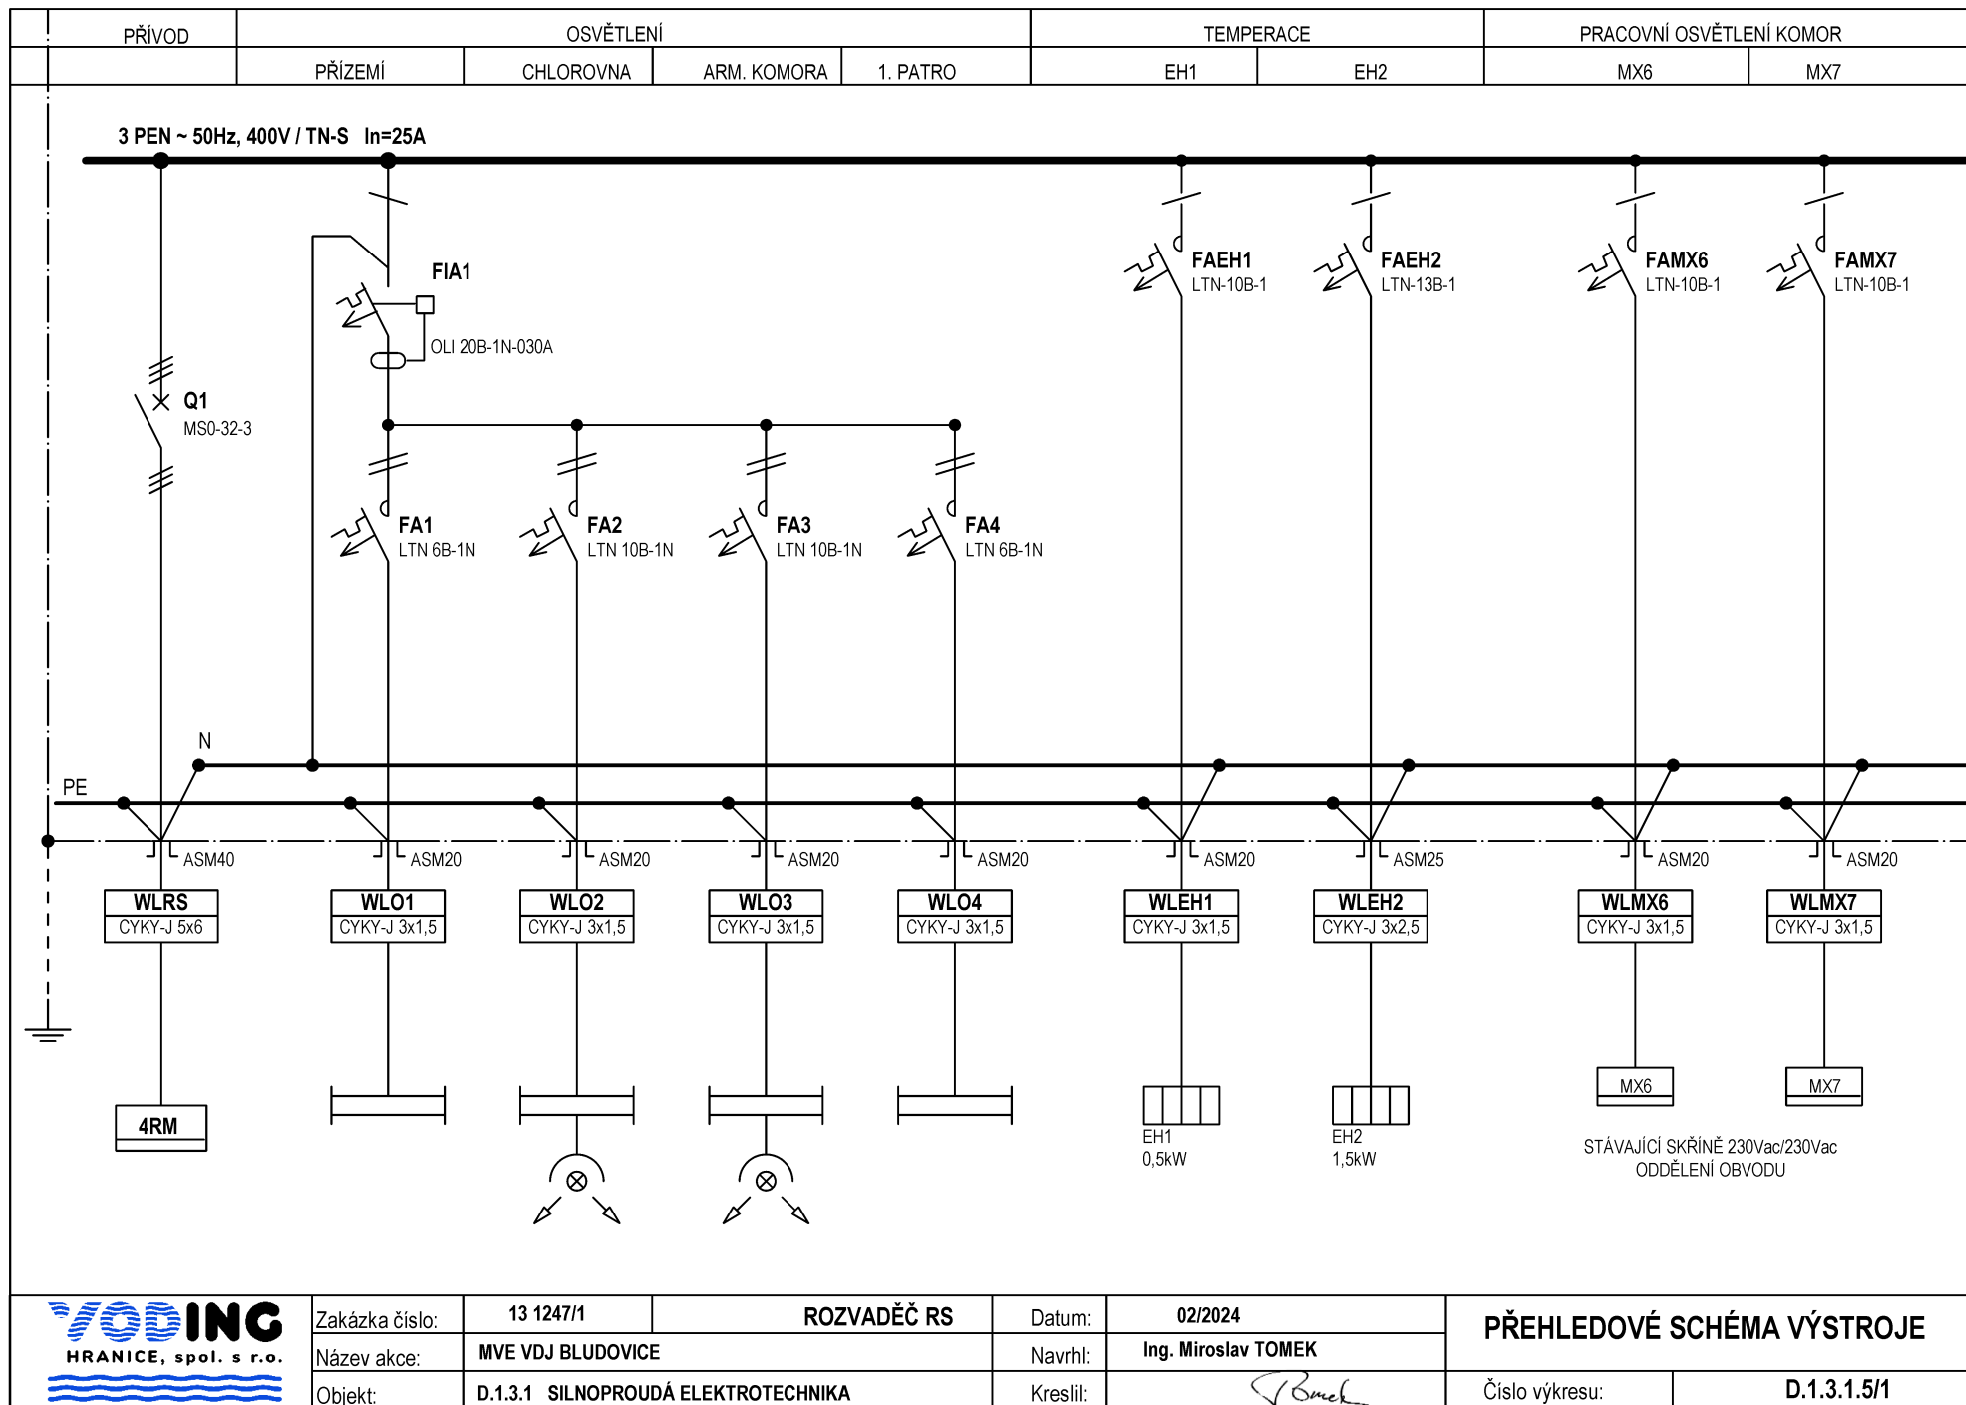 PŘÍVOD OSVĚTLENÍ TEMPERACE PRACOVNÍ OSVĚTLENÍ KOMOR
PŘÍZEMÍ CHLOROVNA ARM. KOMORA 1. PATRO EH1 EH2 MX6 MX7
3 PEN ~ 50Hz, 400V / TN-S In=25A
FIA1
OLI 20B-1N-030A
FAEH1 FAEH2 FAMX6 FAMX7
LTN-10B-1 LTN-13B-1 LTN-10B-1 LTN-10B-1
Q1
MS0-32-3
FA1 FA2 FA3 FA4
LTN 6B-1N LTN 10B-1N LTN 10B-1N LTN 6B-1N
N
PE
ASM40 ASM20 ASM20 ASM20 ASM20 ASM20 ASM25 ASM20 ASM20
WLRS WLO1 WLO2 WLO3 WLO4 WLEH1 WLEH2 WLMX6 WLMX7
CYKY-J 5x6 CYKY-J 3x1,5 CYKY-J 3x1,5 CYKY-J 3x1,5 CYKY-J 3x1,5 CYKY-J 3x1,5 CYKY-J 3x2,5 CYKY-J 3x1,5 CYKY-J 3x1,5
4RM MX6 MX7
EH1 EH2
0,5kW 1,5kW
STÁVAJÍCÍ SKŘÍNĚ 230Vac/230Vac
ODDĚLENÍ OBVODU
VODING
HRANICE, spol. s r.o.
Zakázka číslo: 13 1247/1 ROZVADĚČ RS Datum: 02/2024
Název akce: MVE VDJ BLUDOVICE Navrhl: Ing. Miroslav TOMEK
Objekt: D.1.3.1 SILNOPROUDÁ ELEKTROTECHNIKA Kreslil:
PŘEHLEDOVÉ SCHÉMA VÝSTROJE
Číslo výkresu: D.1.3.1.5/1